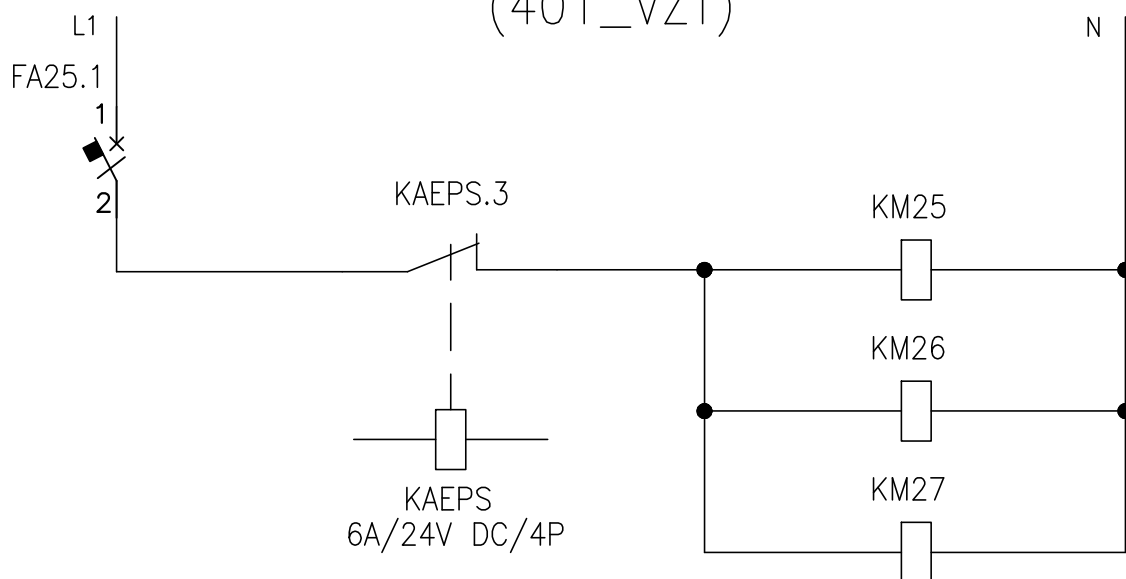 L1
N
FA25.1
1
2
KAEPS.3
KM25
KM26
KAEPS
6A/24V DC/4P
KM27